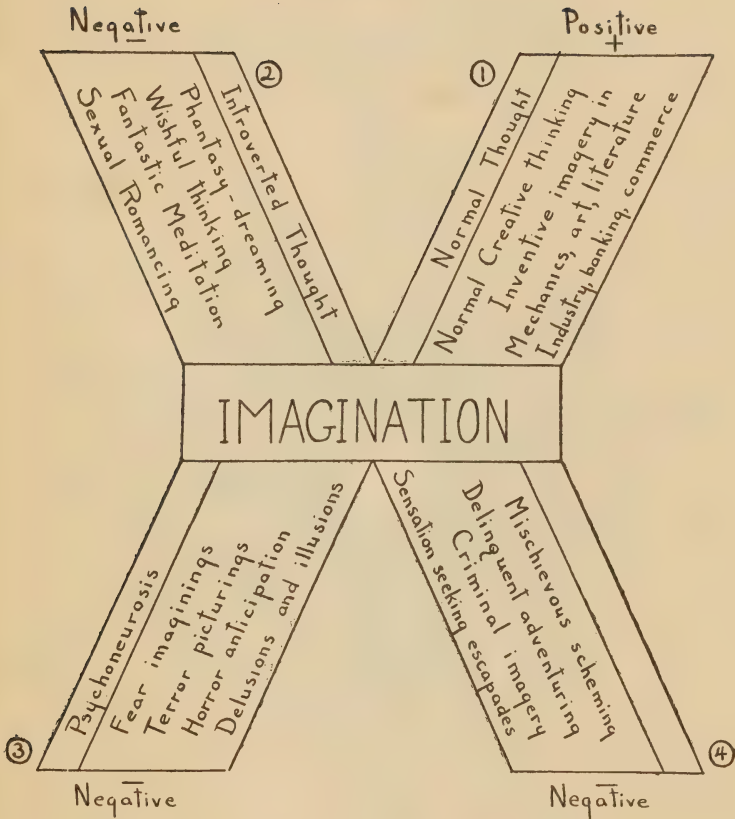 Negative
−
②
Introverted Thought
Phantasy-dreaming
Wishful thinking
Fantastic Meditation
Sexual Romancing
Positive
+
①
Normal Thought
Normal Creative thinking
Inventive imagery in
Mechanics, art, literature
Industry, banking, commerce
IMAGINATION
③
Psychoneurosis
Fear imaginings
Terror picturings
Horror anticipation
Delusions and illusions
−
Negative
④
Mischievous scheming
Delinquent adventuring
Criminal imagery
Sensation seeking escapades
−
Negative